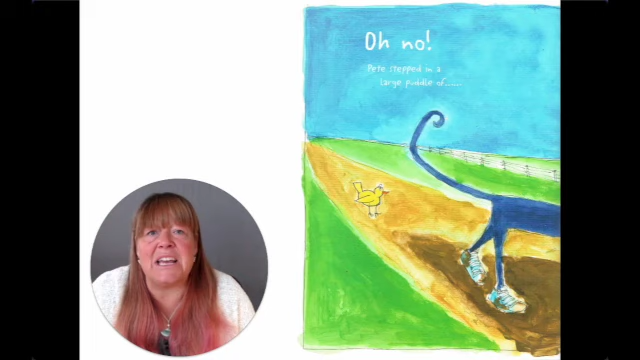 Oh no!
Pete stepped in a
large puddle of......